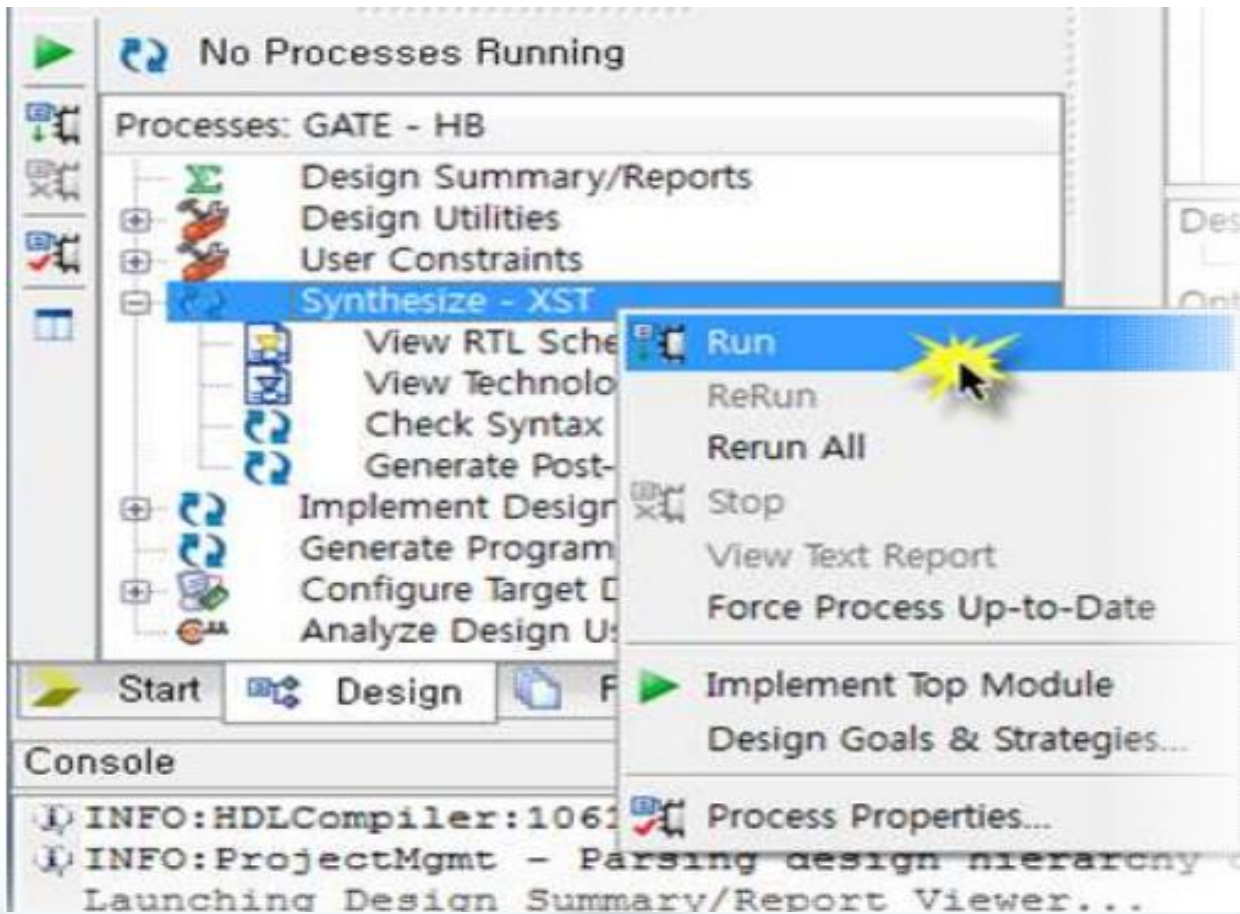 No Processes Running
Processes: GATE - HB
Design Summary/Reports
Design Utilities
User Constraints
Synthesize - XST
View RTL Sche
View Technolo
Check Syntax
Generate Post-
Implement Design
Generate Program
Configure Target D
Analyze Design Us
Run
ReRun
Rerun All
Stop
View Text Report
Force Process Up-to-Date
Implement Top Module
Design Goals & Strategies...
Process Properties...
Des
Start
Design
F
Console
INFO:HDLCompiler:1061
INFO:ProjectMgmt - Parsing design hierarchy
Launching Design Summary/Report Viewer...